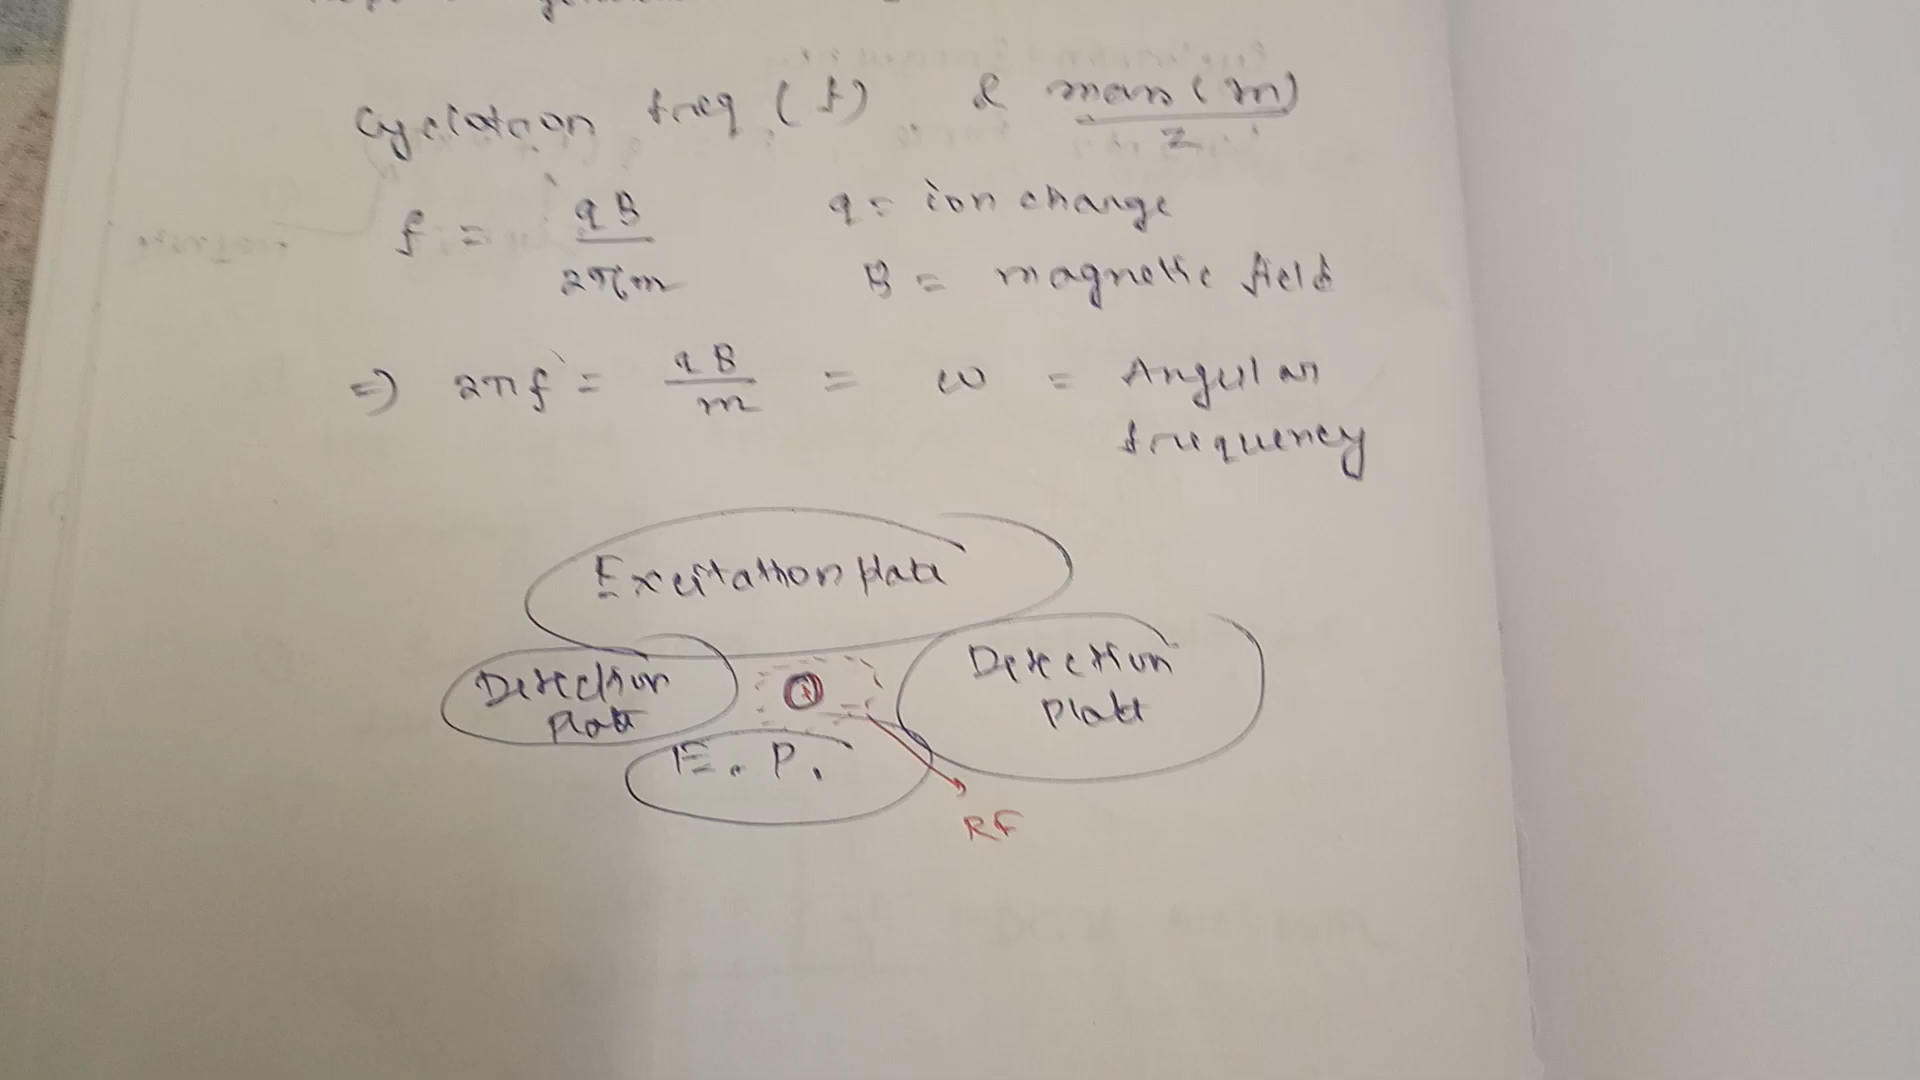 Cyclotron freq (f) & mass (m)
z
f = qB
2πm
q = ion charge
B = magnetic field
=) 2πf = qB
m
= ω = Angular
frequency
Excitation plate
Detection
plate
Detection
Plate
E. P.
RF